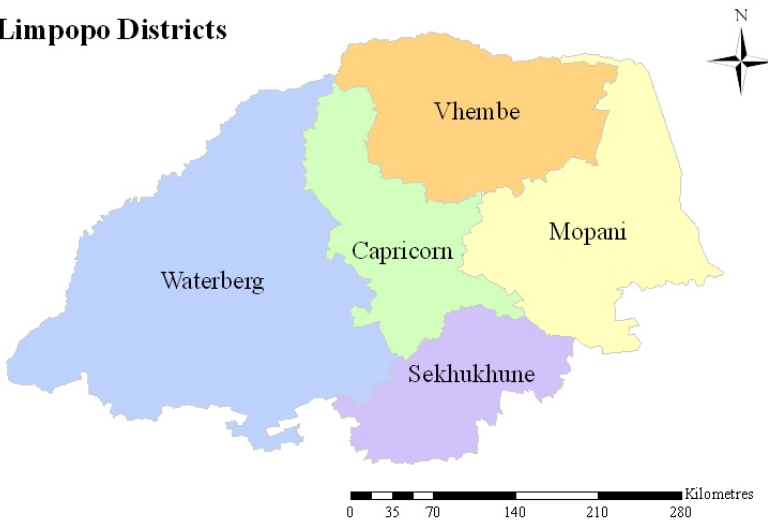 Limpopo Districts
N
Vhembe
Mopani
Capricorn
Waterberg
Sekhukhune
Kilometres
0 35 70 140 210 280